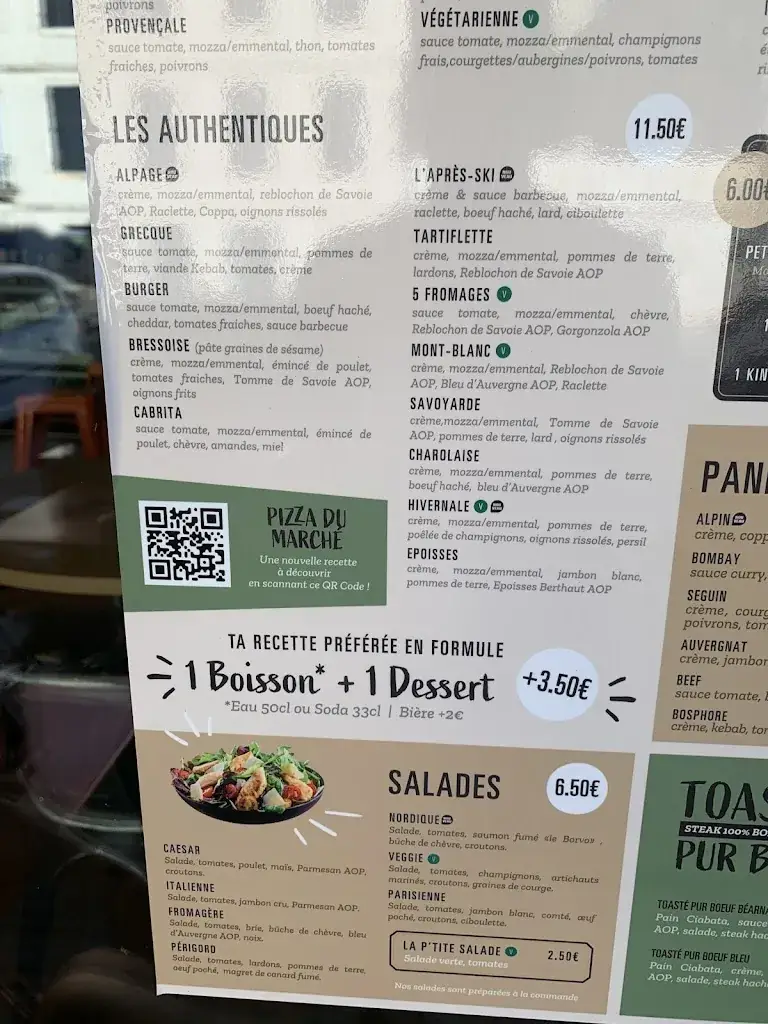 poivrons
PROVENÇALE
sauce tomate, mozza/emmental, thon, tomates
fraiches, poivrons
VÉGÉTARIENNE V
sauce tomate, mozza/emmental, champignons
frais,courgettes/aubergines/poivrons, tomates
LES AUTHENTIQUES
11.50€
ALPAGE
crème, mozza/emmental, reblochon de Savoie
AOP, Raclette, Coppa, oignons rissolés
GRECQUE
sauce tomate, mozza/emmental, pommes de
terre, viande Kebab, tomates, crème
BURGER
sauce tomate, mozza/emmental, boeuf haché,
cheddar, tomates fraiches, sauce barbecue
BRESSOISE (pâte graines de sésame)
crème, mozza/emmental, émincé de poulet,
tomates fraiches, Tomme de Savoie AOP,
oignons frits
CABRITA
sauce tomate, mozza/emmental, émincé de
poulet, chèvre, amandes, miel
L'APRÈS-SKI
crème & sauce barbecue, mozza/emmental,
raclette, boeuf haché, lard, ciboulette
TARTIFLETTE
crème, mozza/emmental, pommes de terre,
lardons, Reblochon de Savoie AOP
5 FROMAGES V
sauce tomate, mozza/emmental, chèvre,
Reblochon de Savoie AOP, Gorgonzola AOP
MONT-BLANC V
crème, mozza/emmental, Reblochon de Savoie
AOP, Bleu d'Auvergne AOP, Raclette
SAVOYARDE
crème,mozza/emmental, Tomme de Savoie
AOP, pommes de terre, lard , oignons rissolés
CHAROLAISE
crème, mozza/emmental, pommes de terre,
boeuf haché, bleu d'Auvergne AOP
HIVERNALE V
crème, mozza/emmental, pommes de terre,
poêlée de champignons, oignons rissolés, persil
EPOISSES
crème, mozza/emmental, jambon blanc,
pommes de terre, Epoisses Berthaut AOP
PIZZA DU
MARCHÉ
Une nouvelle recette
à découvrir
en scannant ce QR Code !
TA RECETTE PRÉFÉRÉE EN FORMULE
1 Boisson* + 1 Dessert
+3.50€
*Eau 50cl ou Soda 33cl | Bière +2€
SALADES
6.50€
CAESAR
Salade, tomates, poulet, maïs, Parmesan AOP,
croutons.
ITALIENNE
Salade, tomates, jambon cru, Parmesan AOP.
FROMAGÈRE
Salade, tomates, brie, bûche de chèvre, bleu
d'Auvergne AOP, noix.
PÉRIGORD
Salade, tomates, lardons, pommes de terre,
oeuf poché, magret de canard fumé.
NORDIQUE
Salade, tomates, saumon fumé «le Borvo» ,
bûche de chèvre, croutons.
VEGGIE V
Salade, tomates, champignons, artichauts
marinés, croutons, graines de courge.
PARISIENNE
Salade, tomates, jambon blanc, comté, œuf
poché, croutons, ciboulette.
LA P'TITE SALADE V 2.50€
Salade verte, tomates
Nos salades sont préparées à la commande
6.00€
PET
1
1 KIN
PANI
ALPIN
crème, copp
BOMBAY
sauce curry,
SEGUIN
crème, courg
poivrons, tom
AUVERGNAT
crème, jambon
BEEF
sauce tomate, b
BOSPHORE
crème, kebab, tom
TOAS
STEAK 100% BO
PUR B
TOASTÉ PUR BOEUF BÉARNA
Pain Ciabata, sauce
AOP, salade, steak hac
TOASTÉ PUR BOEUF BLEU
Pain Ciabata, crème,
AOP, salade, steak hac